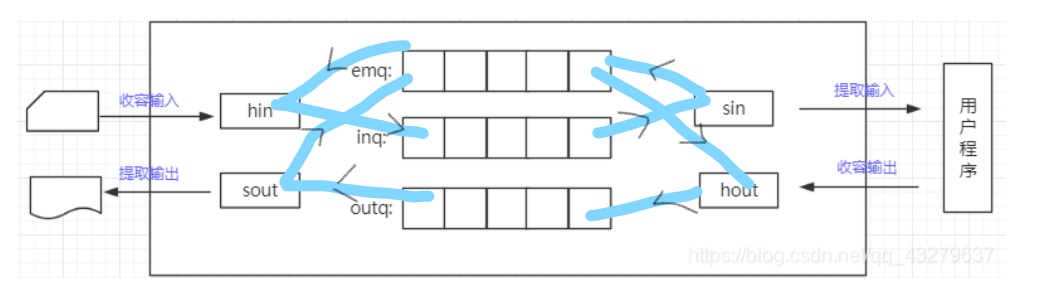 emq:
收容输入
hin
sin
提取输入
inq:
用户程序
提取输出
sout
outq:
hout
收容输出
https://blog.csdn.net/qq_43279637